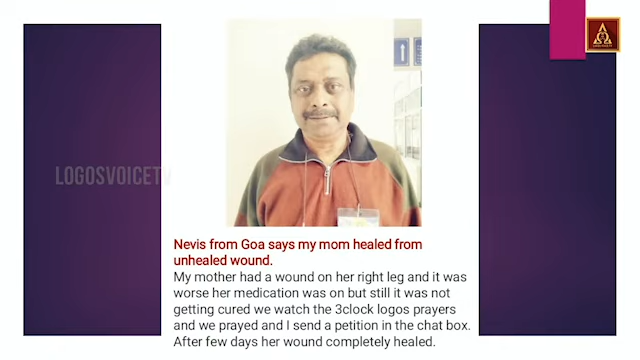 LOGOSVOICETV
Nevis from Goa says my mom healed from
unhealed wound.
My mother had a wound on her right leg and it was
worse her medication was on but still it was not
getting cured we watch the 3clock logos prayers
and we prayed and I send a petition in the chat box.
After few days her wound completely healed.